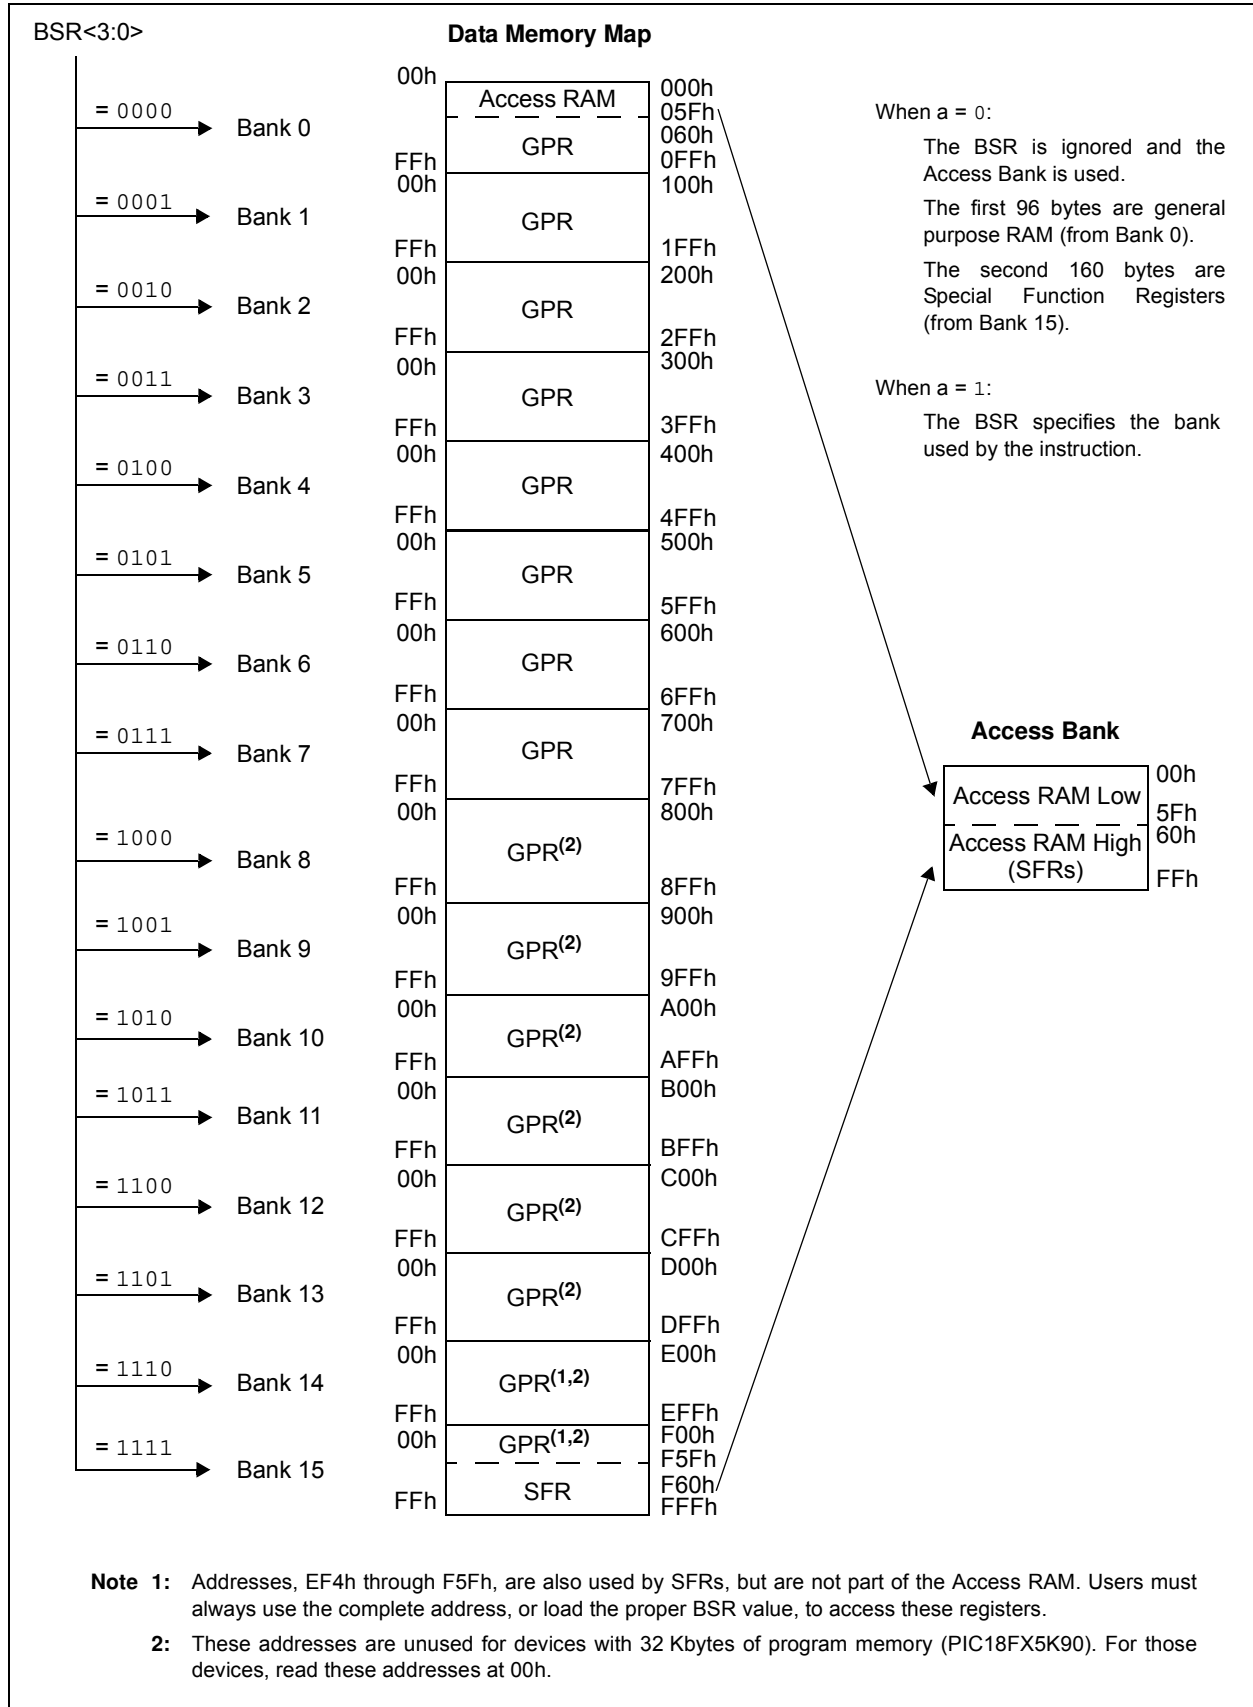 BSR<3:0>
Data Memory Map
= 0000
Bank 0
00h
Access RAM
000h
05Fh
060h
GPR
FFh
0FFh
= 0001
Bank 1
00h
100h
GPR
FFh
1FFh
= 0010
Bank 2
00h
200h
GPR
FFh
2FFh
= 0011
Bank 3
00h
300h
GPR
FFh
3FFh
= 0100
Bank 4
00h
400h
GPR
FFh
4FFh
= 0101
Bank 5
00h
500h
GPR
FFh
5FFh
= 0110
Bank 6
00h
600h
GPR
FFh
6FFh
= 0111
Bank 7
00h
700h
GPR
FFh
7FFh
= 1000
Bank 8
00h
800h
GPR(2)
FFh
8FFh
= 1001
Bank 9
00h
900h
GPR(2)
FFh
9FFh
= 1010
Bank 10
00h
A00h
GPR(2)
FFh
AFFh
= 1011
Bank 11
00h
B00h
GPR(2)
FFh
BFFh
= 1100
Bank 12
00h
C00h
GPR(2)
FFh
CFFh
= 1101
Bank 13
00h
D00h
GPR(2)
FFh
DFFh
= 1110
Bank 14
00h
E00h
GPR(1,2)
FFh
EFFh
= 1111
Bank 15
00h
F00h
GPR(1,2)
F5Fh
F60h
SFR
FFh
FFFh
When a = 0:
The BSR is ignored and the
Access Bank is used.
The first 96 bytes are general
purpose RAM (from Bank 0).
The second 160 bytes are
Special Function Registers
(from Bank 15).
When a = 1:
The BSR specifies the bank
used by the instruction.
Access Bank
00h
Access RAM Low
5Fh
60h
Access RAM High
(SFRs)
FFh
Note 1: Addresses, EF4h through F5Fh, are also used by SFRs, but are not part of the Access RAM. Users must
always use the complete address, or load the proper BSR value, to access these registers.
2: These addresses are unused for devices with 32 Kbytes of program memory (PIC18FX5K90). For those
devices, read these addresses at 00h.